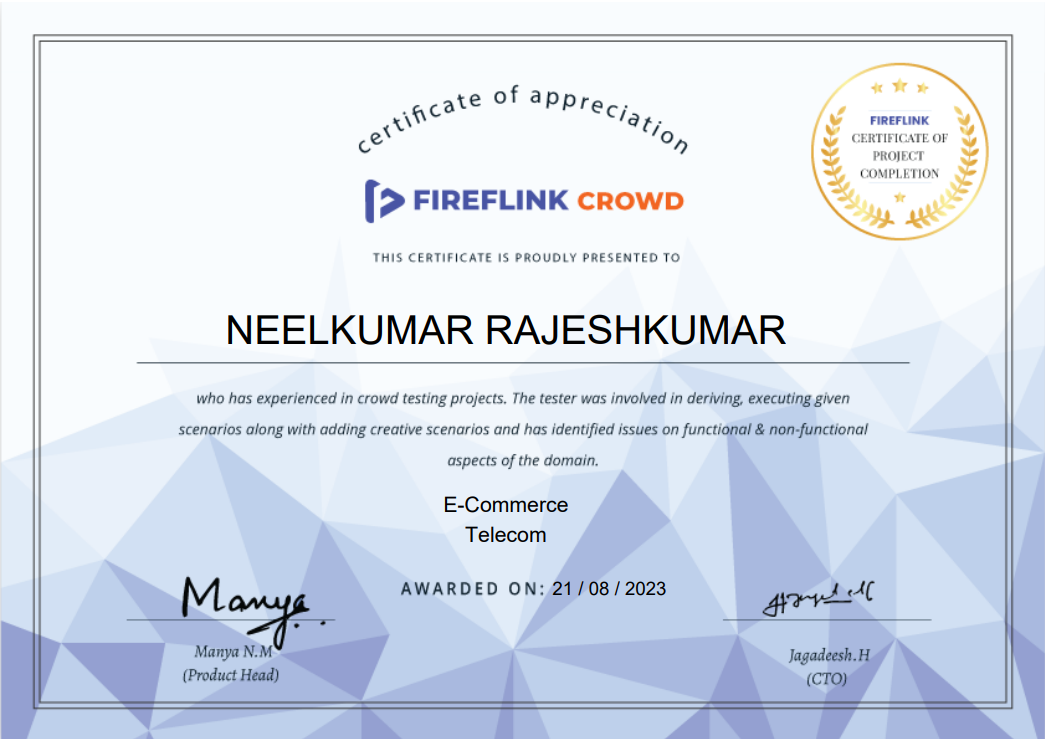 certificate of appreciation
FIREFLINK CROWD
FIREFLINK
CERTIFICATE OF
PROJECT
COMPLETION
THIS CERTIFICATE IS PROUDLY PRESENTED TO
NEELKUMAR RAJESHKUMAR
who has experienced in crowd testing projects. The tester was involved in deriving, executing given
scenarios along with adding creative scenarios and has identified issues on functional & non-functional
aspects of the domain.
E-Commerce
Telecom
AWARDED ON: 21 / 08 / 2023
Manya
Manya N.M
(Product Head)
Jagadeesh.H
(CTO)